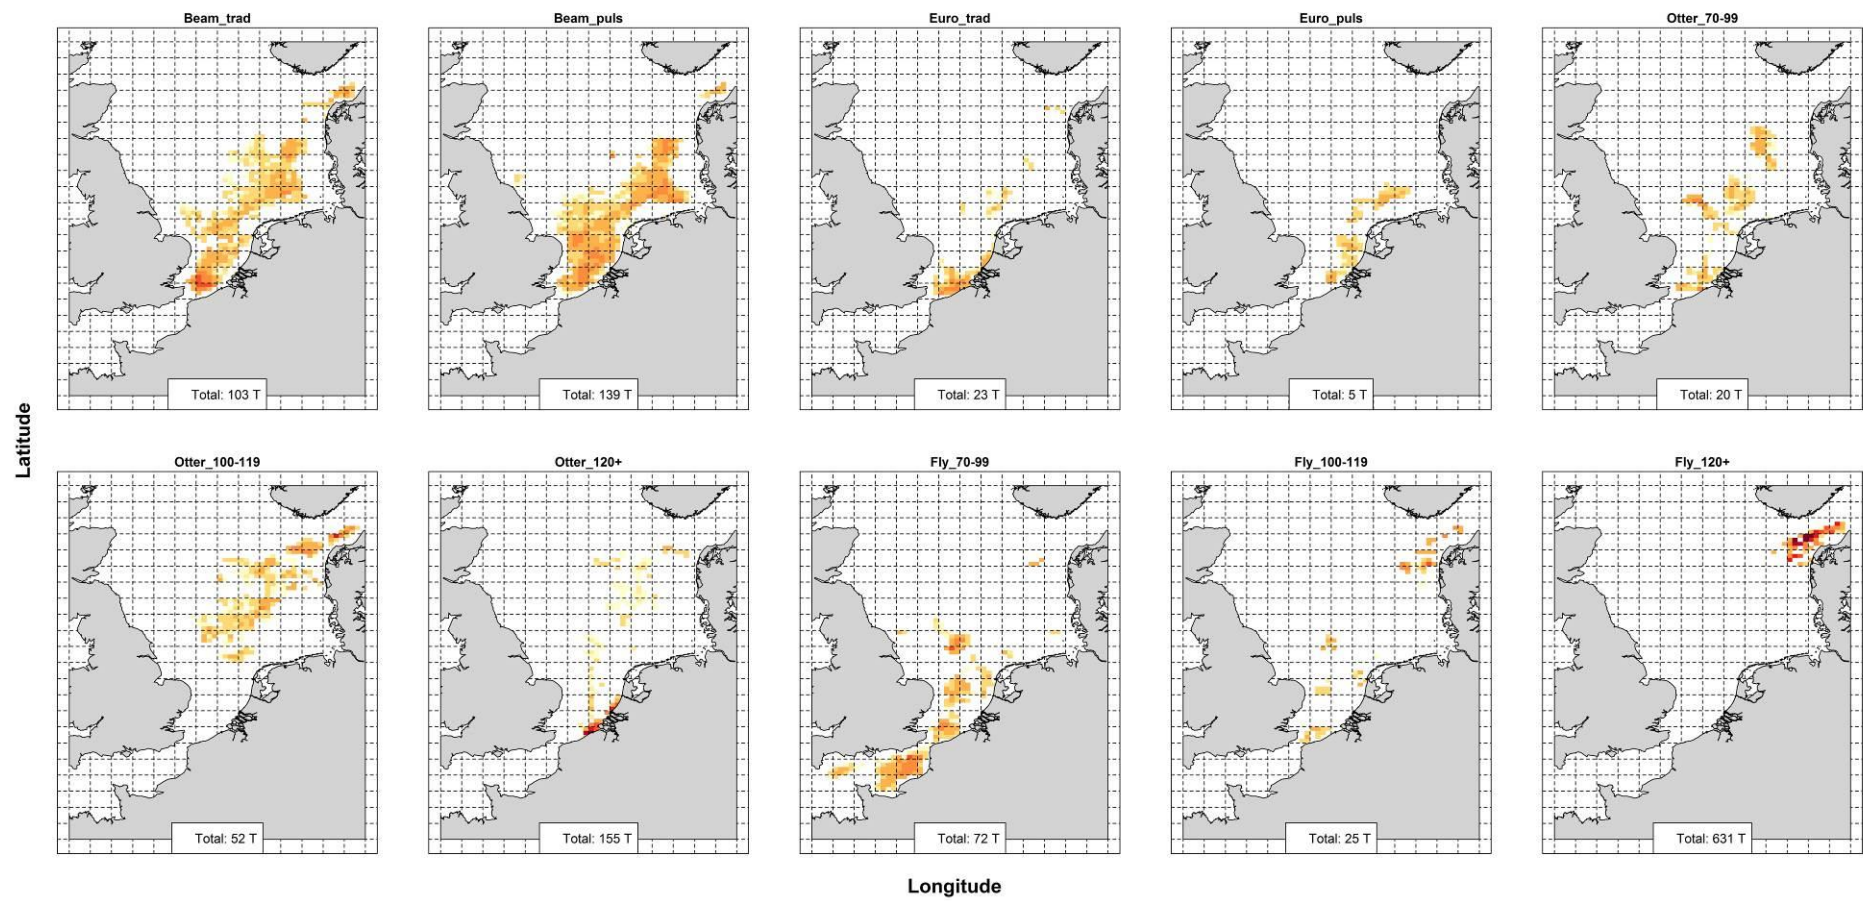 Beam_trad
Beam_puls
Euro_trad
Euro_puls
Otter_70-99
Total: 103 T
Total: 139 T
Total: 23 T
Total: 5 T
Total: 20 T
Latitude
Otter_100-119
Otter_120+
Fly_70-99
Fly_100-119
Fly_120+
Total: 52 T
Total: 155 T
Total: 72 T
Total: 25 T
Total: 631 T
Longitude